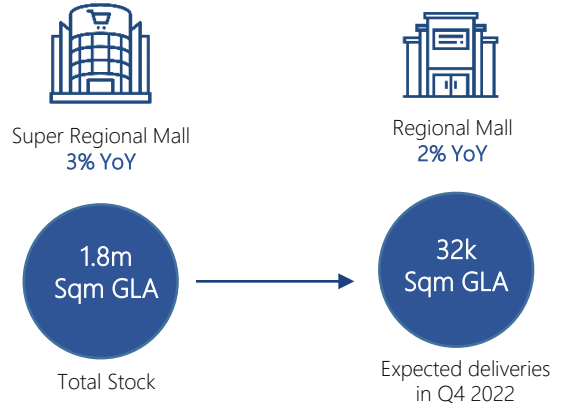 Super Regional Mall
3% YoY
Regional Mall
2% YoY
1.8m
Sqm GLA
Total Stock
32k
Sqm GLA
Expected deliveries
in Q4 2022